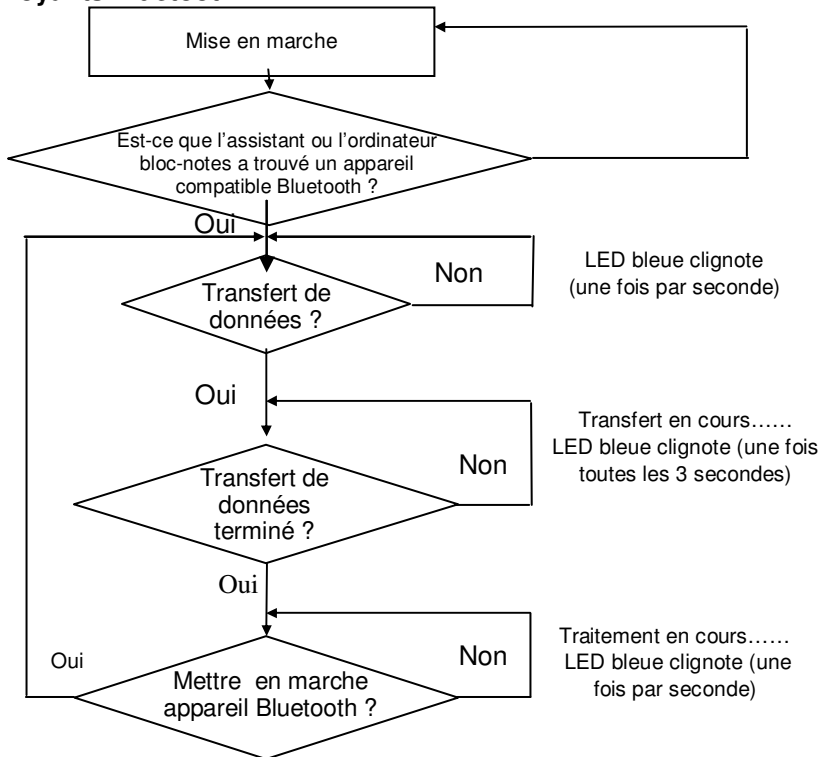 Mise en marche
Est-ce que l'assistant ou l'ordinateur
bloc-notes a trouvé un appareil
compatible Bluetooth ?
Oui
Non
LED bleue clignote
(une fois par seconde)
Transfert de
données ?
Oui
Transfert en cours……
LED bleue clignote (une fois
toutes les 3 secondes)
Non
Transfert de
données
terminé ?
Oui
Traitement en cours……
LED bleue clignote (une
fois par seconde)
Oui
Non
Mettre en marche
appareil Bluetooth ?